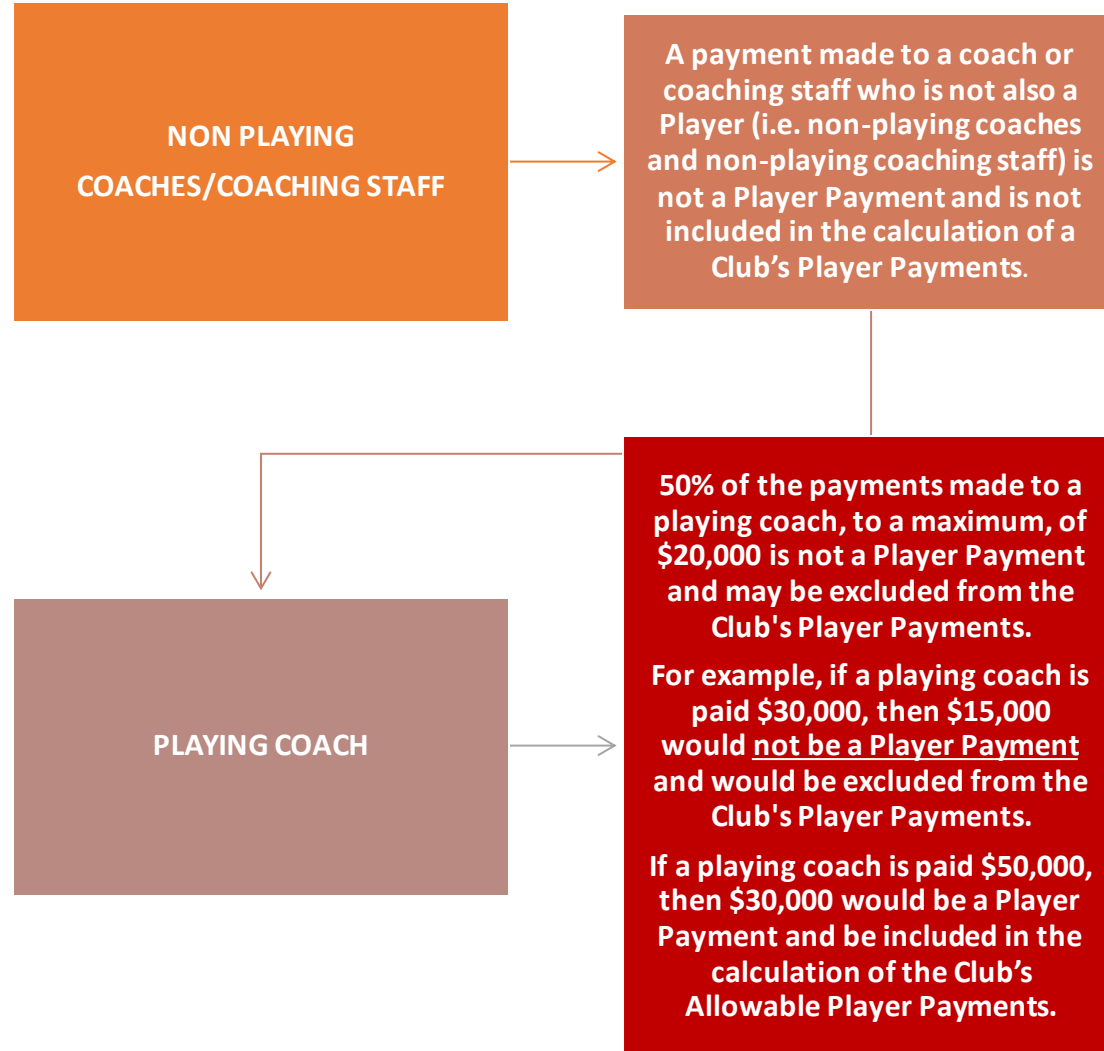 NON PLAYING
COACHES/COACHING STAFF
A payment made to a coach or
coaching staff who is not also a
Player (i.e. non-playing coaches
and non-playing coaching staff) is
not a Player Payment and is not
included in the calculation of a
Club’s Player Payments.
PLAYING COACH
50% of the payments made to a
playing coach, to a maximum, of
$20,000 is not a Player Payment
and may be excluded from the
Club's Player Payments.
For example, if a playing coach is
paid $30,000, then $15,000
would not be a Player Payment
and would be excluded from the
Club's Player Payments.
If a playing coach is paid $50,000,
then $30,000 would be a Player
Payment and be included in the
calculation of the Club’s
Allowable Player Payments.